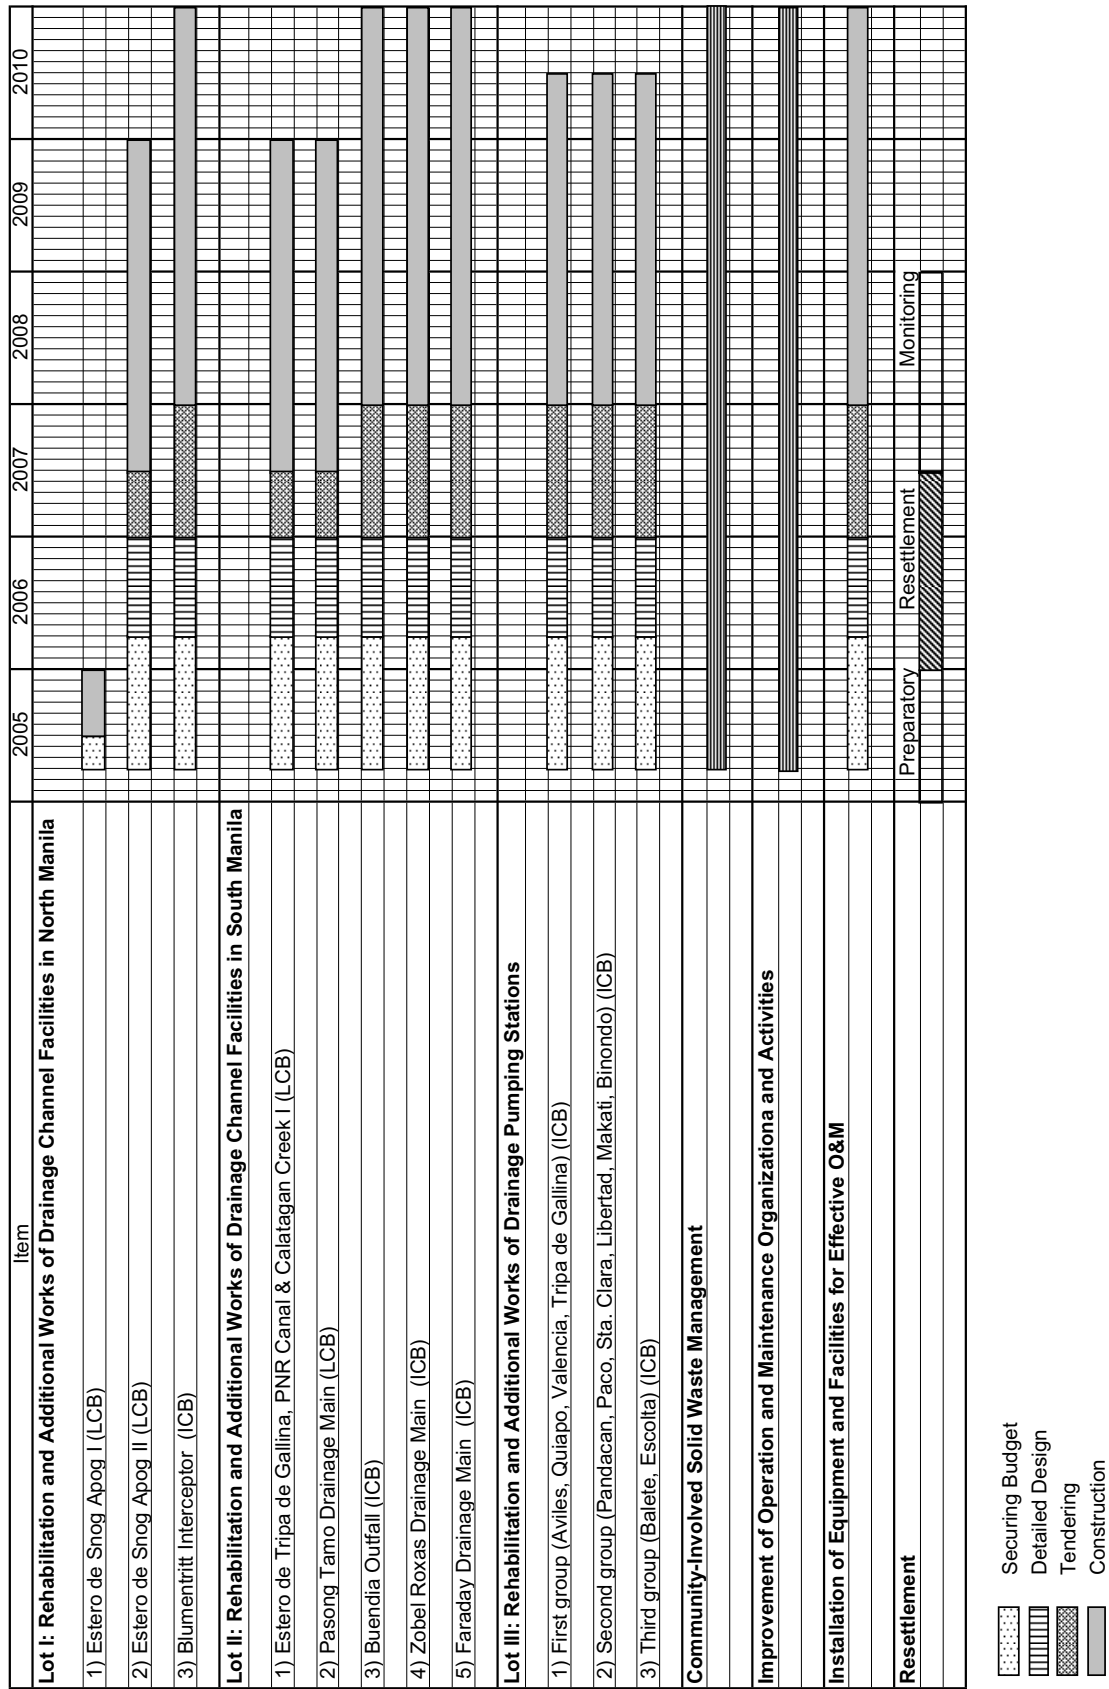 Item 2005 2006 2007 2008 2009 2010
Lot I: Rehabilitation and Additional Works of Drainage Channel Facilities in North Manila
1) Estero de Snog Apog I (LCB)
2) Estero de Snog Apog II (LCB)
3) Blumentritt Interceptor (ICB)
Lot II: Rehabilitation and Additional Works of Drainage Channel Facilities in South Manila
1) Estero de Tripa de Gallina, PNR Canal & Calatagan Creek I (LCB)
2) Pasong Tamo Drainage Main (LCB)
3) Buendia Outfall (ICB)
4) Zobel Roxas Drainage Main (ICB)
5) Faraday Drainage Main (ICB)
Lot III: Rehabilitation and Additional Works of Drainage Pumping Stations
1) First group (Aviles, Quiapo, Valencia, Tripa de Gallina) (ICB)
2) Second group (Pandacan, Paco, Sta. Clara, Libertad, Makati, Binondo) (ICB)
3) Third group (Balete, Escolta) (ICB)
Community-Involved Solid Waste Management
Improvement of Operation and Maintenance Organizationa and Activities
Installation of Equipment and Facilities for Effective O&M
Resettlement Preparatory Resettlement Monitoring
Securing Budget
Detailed Design
Tendering
Construction